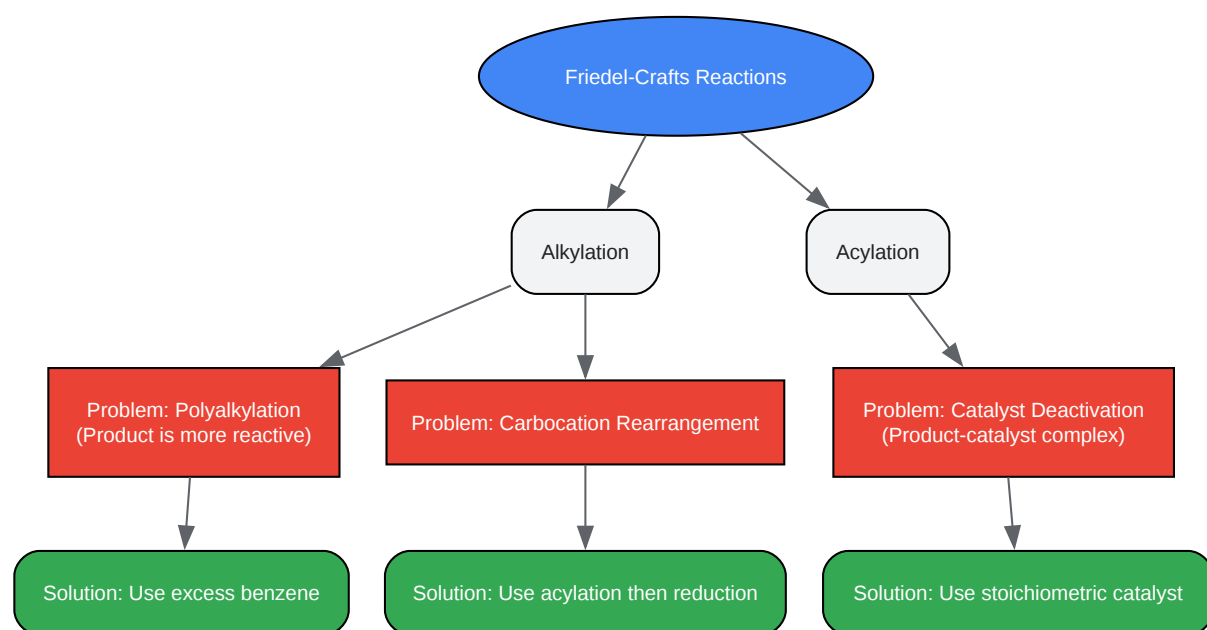 Friedel-Crafts Reactions
Alkylation
Acylation
Problem: Polyalkylation
(Product is more reactive)
Problem: Carbocation Rearrangement
Problem: Catalyst Deactivation
(Product-catalyst complex)
Solution: Use excess benzene
Solution: Use acylation then reduction
Solution: Use stoichiometric catalyst